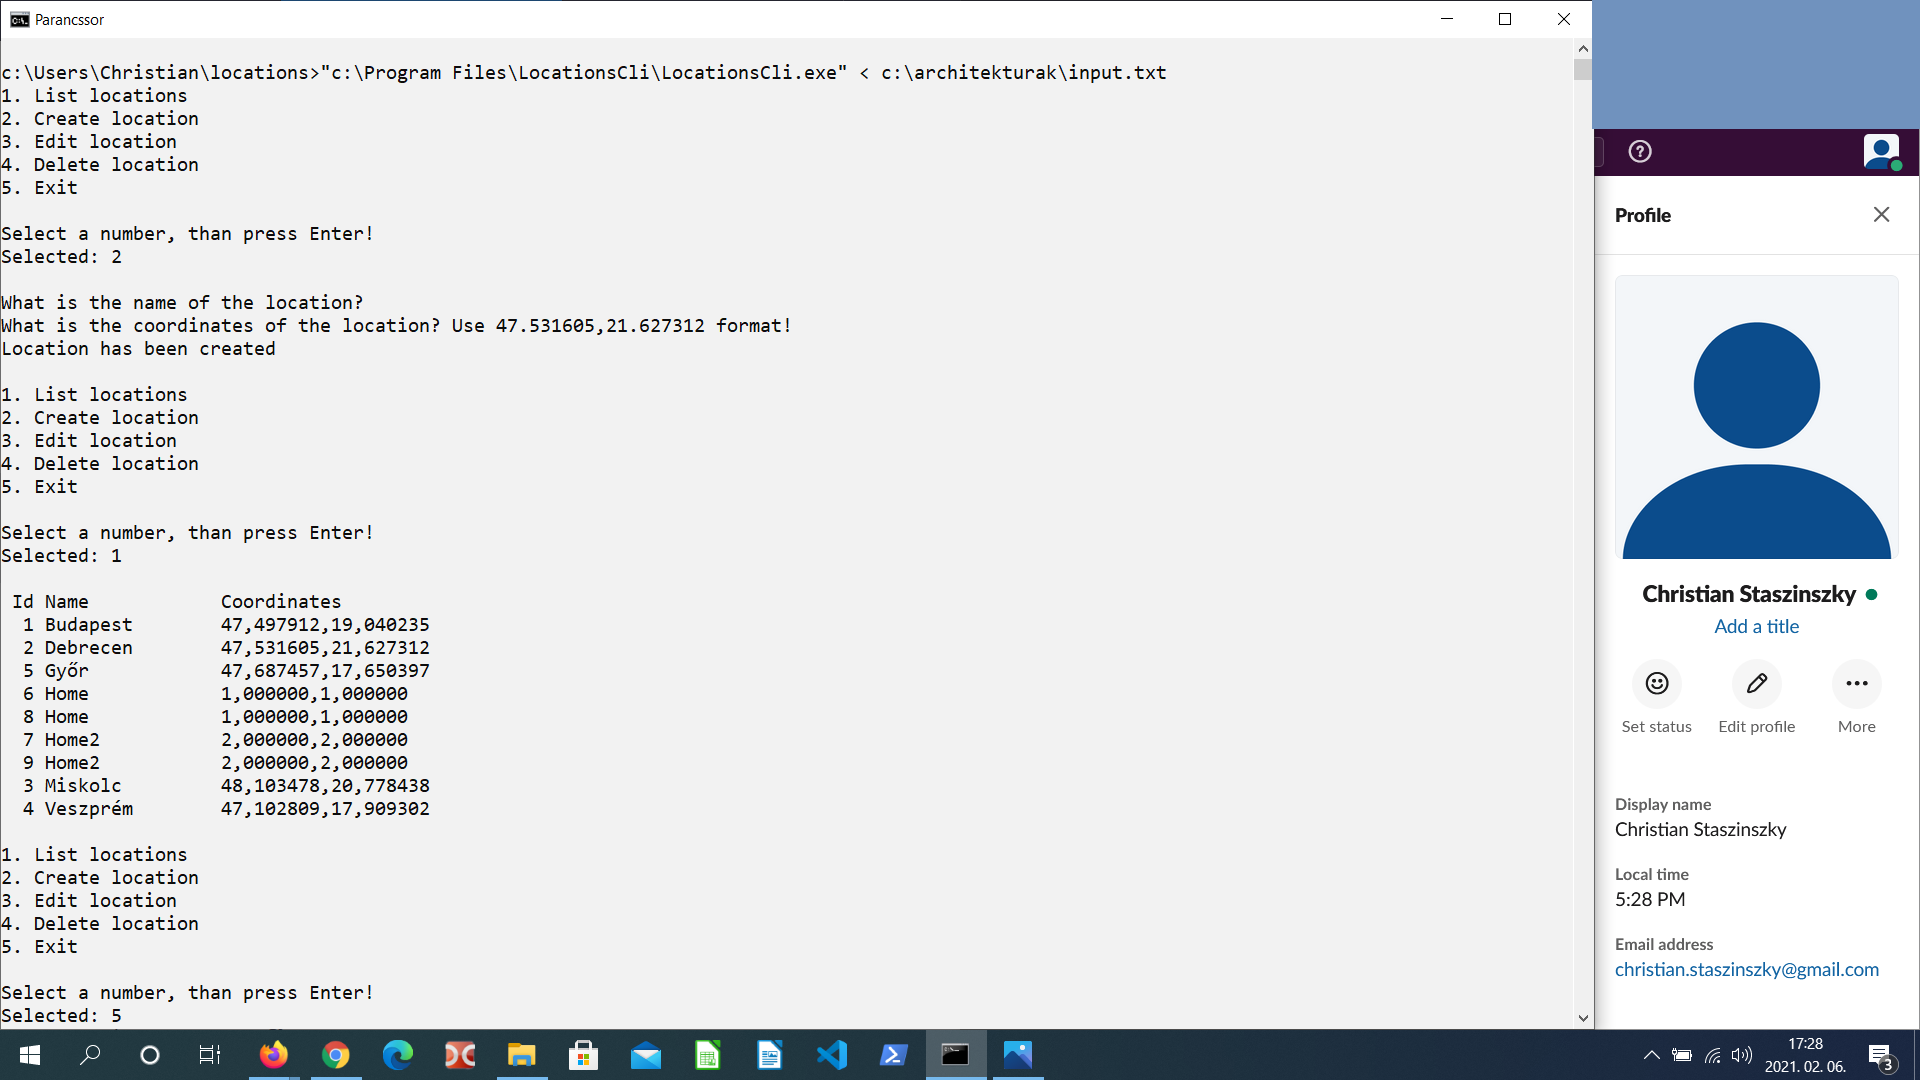 Parancssor
c:\Users\Christian\locations>"c:\Program Files\LocationsCli\LocationsCli.exe" < c:\architekturak\input.txt
1. List locations
2. Create location
3. Edit location
4. Delete location
5. Exit
Select a number, than press Enter!
Selected: 2
What is the name of the location?
What is the coordinates of the location? Use 47.531605,21.627312 format!
Location has been created
1. List locations
2. Create location
3. Edit location
4. Delete location
5. Exit
Select a number, than press Enter!
Selected: 1
Id Name Coordinates
1 Budapest 47,497912,19,040235
2 Debrecen 47,531605,21,627312
5 Győr 47,687457,17,650397
6 Home 1,000000,1,000000
8 Home 1,000000,1,000000
7 Home2 2,000000,2,000000
9 Home2 2,000000,2,000000
3 Miskolc 48,103478,20,778438
4 Veszprém 47,102809,17,909302
1. List locations
2. Create location
3. Edit location
4. Delete location
5. Exit
Select a number, than press Enter!
Selected: 5
Profile
Christian Staszinszky
Add a title
Set status Edit profile More
Display name
Christian Staszinszky
Local time
5:28 PM
Email address
christian.staszinszky@gmail.com
17:28
2021. 02. 06.
3